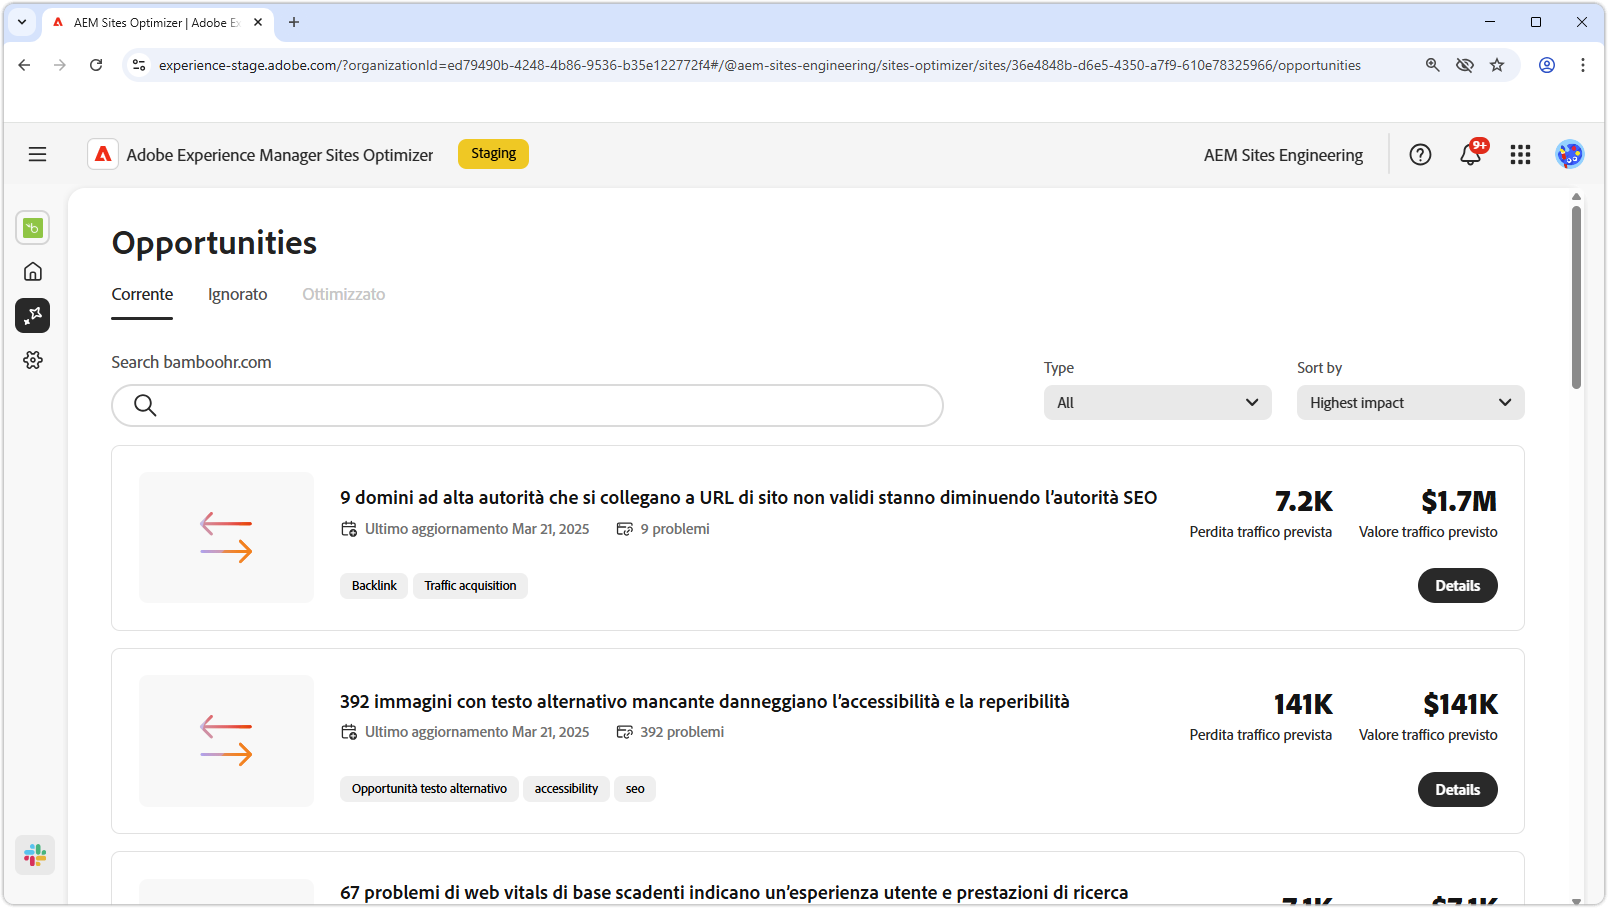 AEM Sites Optimizer | Adobe Ex
experience-stage.adobe.com/?organizationId=ed79490b-4248-4b86-9536-b35e122772f4#/@aem-sites-engineering/sites-optimizer/sites/36e4848b-d6e5-4350-a7f9-610e78325966/opportunities
Adobe Experience Manager Sites Optimizer
Staging
AEM Sites Engineering
9+
Opportunities
Corrente Ignorato Ottimizzato
Search bamboohr.com
Type
Sort by
All
Highest impact
9 domini ad alta autorità che si collegano a URL di sito non validi stanno diminuendo l'autorità SEO
Ultimo aggiornamento Mar 21, 2025
9 problemi
7.2K
Perdita traffico prevista
$1.7M
Valore traffico previsto
Backlink
Traffic acquisition
Details
392 immagini con testo alternativo mancante danneggiano l'accessibilità e la reperibilità
Ultimo aggiornamento Mar 21, 2025
392 problemi
141K
Perdita traffico prevista
$141K
Valore traffico previsto
Opportunità testo alternativo
accessibility
seo
Details
67 problemi di web vitals di base scadenti indicano un'esperienza utente e prestazioni di ricerca
7.1K
$7.1K